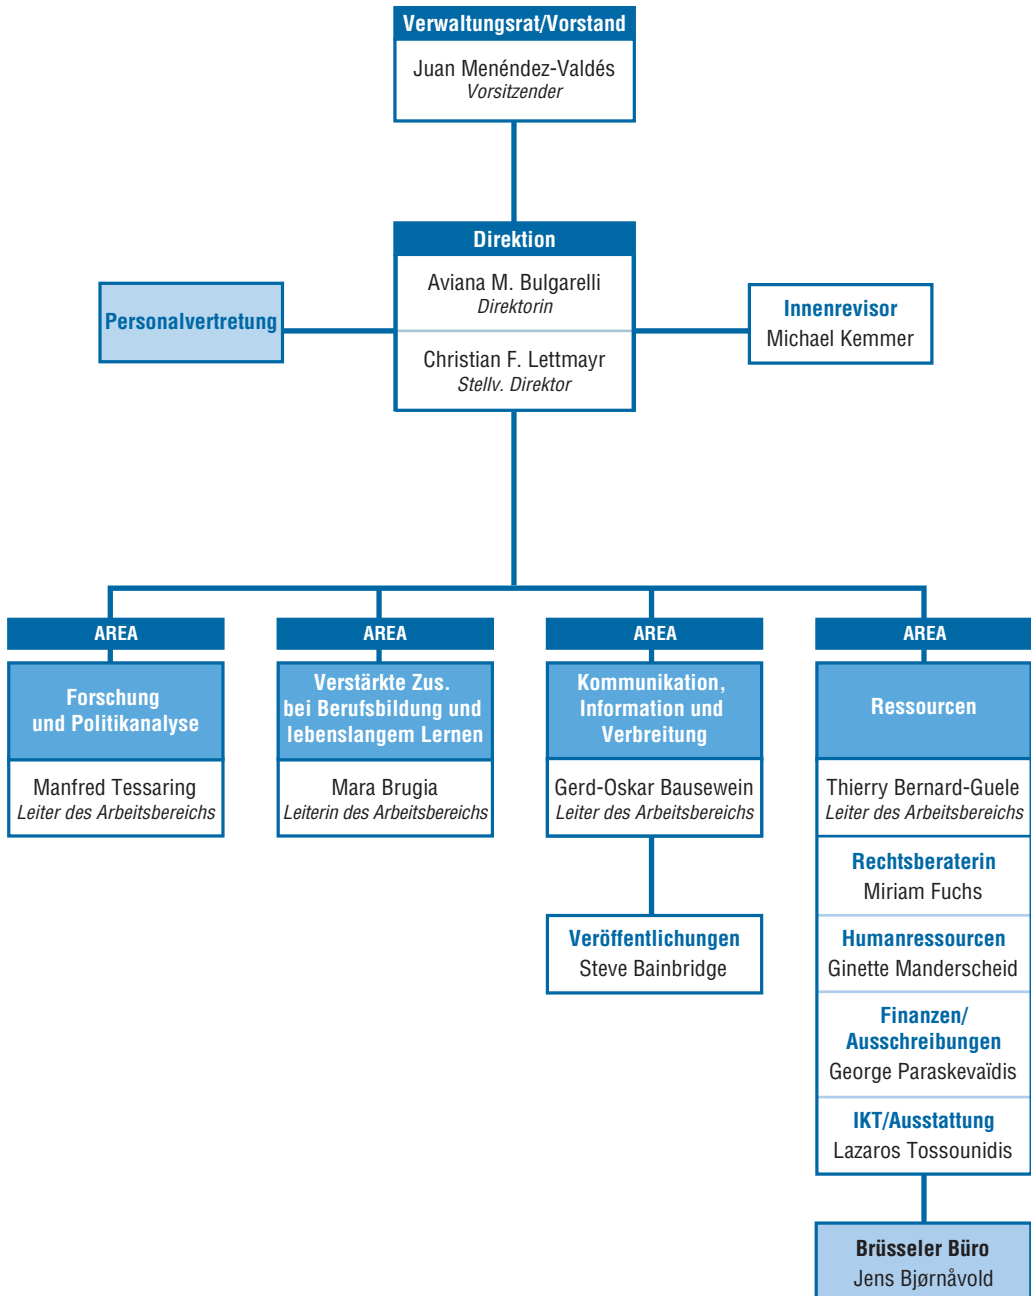 Verwaltungsrat/Vorstand
Juan Menéndez-Valdés
Vorsitzender
Direktion
Aviana M. Bulgarelli
Direktorin
Christian F. Lettmayr
Stellv. Direktor
Personalvertretung
Innenrevisor
Michael Kemmer
AREA
Forschung
und Politikanalyse
Manfred Tessaring
Leiter des Arbeitsbereichs
AREA
Verstärkte Zus.
bei Berufsbildung und
lebenslangem Lernen
Mara Brugia
Leiterin des Arbeitsbereichs
AREA
Kommunikation,
Information und
Verbreitung
Gerd-Oskar Bausewein
Leiter des Arbeitsbereichs
Veröffentlichungen
Steve Bainbridge
AREA
Ressourcen
Thierry Bernard-Guele
Leiter des Arbeitsbereichs
Rechtsberaterin
Miriam Fuchs
Humanressourcen
Ginette Manderscheid
Finanzen/
Ausschreibungen
George Paraskevaïdis
IKT/Ausstattung
Lazaros Tossounidis
Brüsseler Büro
Jens Bjørnåvold